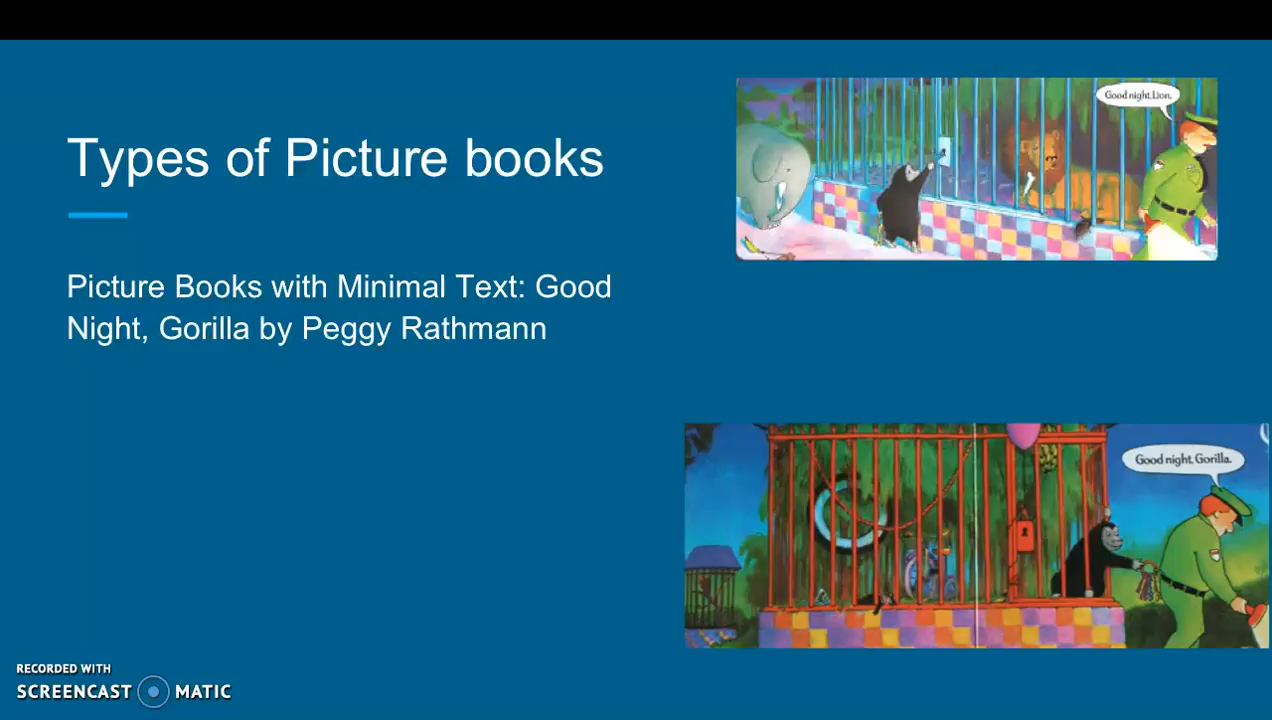 Types of Picture books
Picture Books with Minimal Text: Good
Night, Gorilla by Peggy Rathmann
Good night, Lion.
Good night, Gorilla.
RECORDED WITH
SCREENCAST MATIC